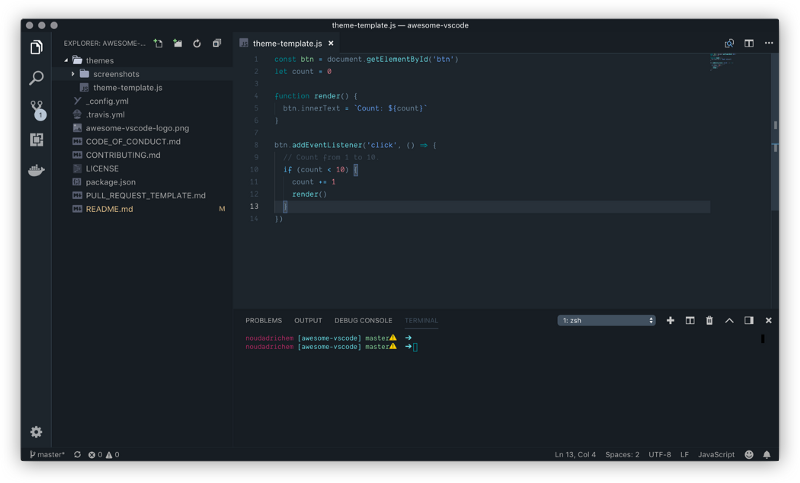 theme-template.js — awesome-vscode
EXPLORER: AWESOME-...
themes
screenshots
theme-template.js
_config.yml
.travis.yml
awesome-vscode-logo.png
CODE_OF_CONDUCT.md
CONTRIBUTING.md
LICENSE
package.json
PULL_REQUEST_TEMPLATE.md
README.md M
1
theme-template.js
1 const btn = document.getElementById('btn')
2 let count = 0
3
4 function render() {
5 btn.innerText = `Count: ${count}`
6 }
7
8 btn.addEventListener('click', () => {
9 // Count from 1 to 10.
10 if (count < 10) {
11 count += 1
12 render()
13 }
14 })
PROBLEMS OUTPUT DEBUG CONSOLE TERMINAL 1: zsh
noudadrichem [awesome-vscode] master⚠ ➔
noudadrichem [awesome-vscode] master⚠ ➔
master* 0 0 Ln 13, Col 4 Spaces: 2 UTF-8 LF JavaScript